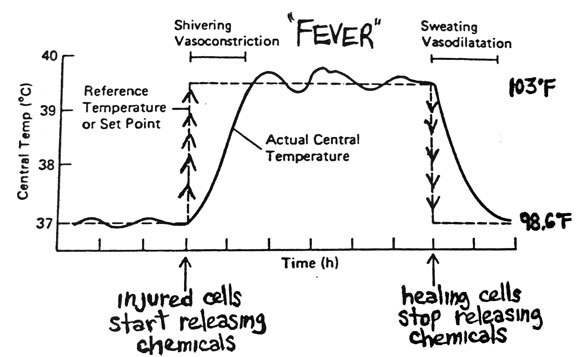 "FEVER"
Shivering
Vasoconstriction
Sweating
Vasodilatation
40
39
38
37
Central Temp (°C)
Reference
Temperature
or Set Point
Actual Central
Temperature
103°F
98.6°F
Time (h)
injured cells
start releasing
chemicals
healing cells
stop releasing
chemicals